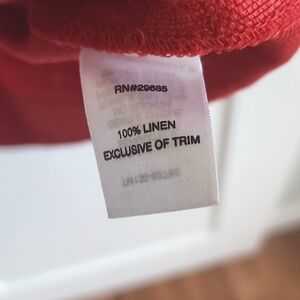 RN#29685
100% LINEN
EXCLUSIVE OF TRIM